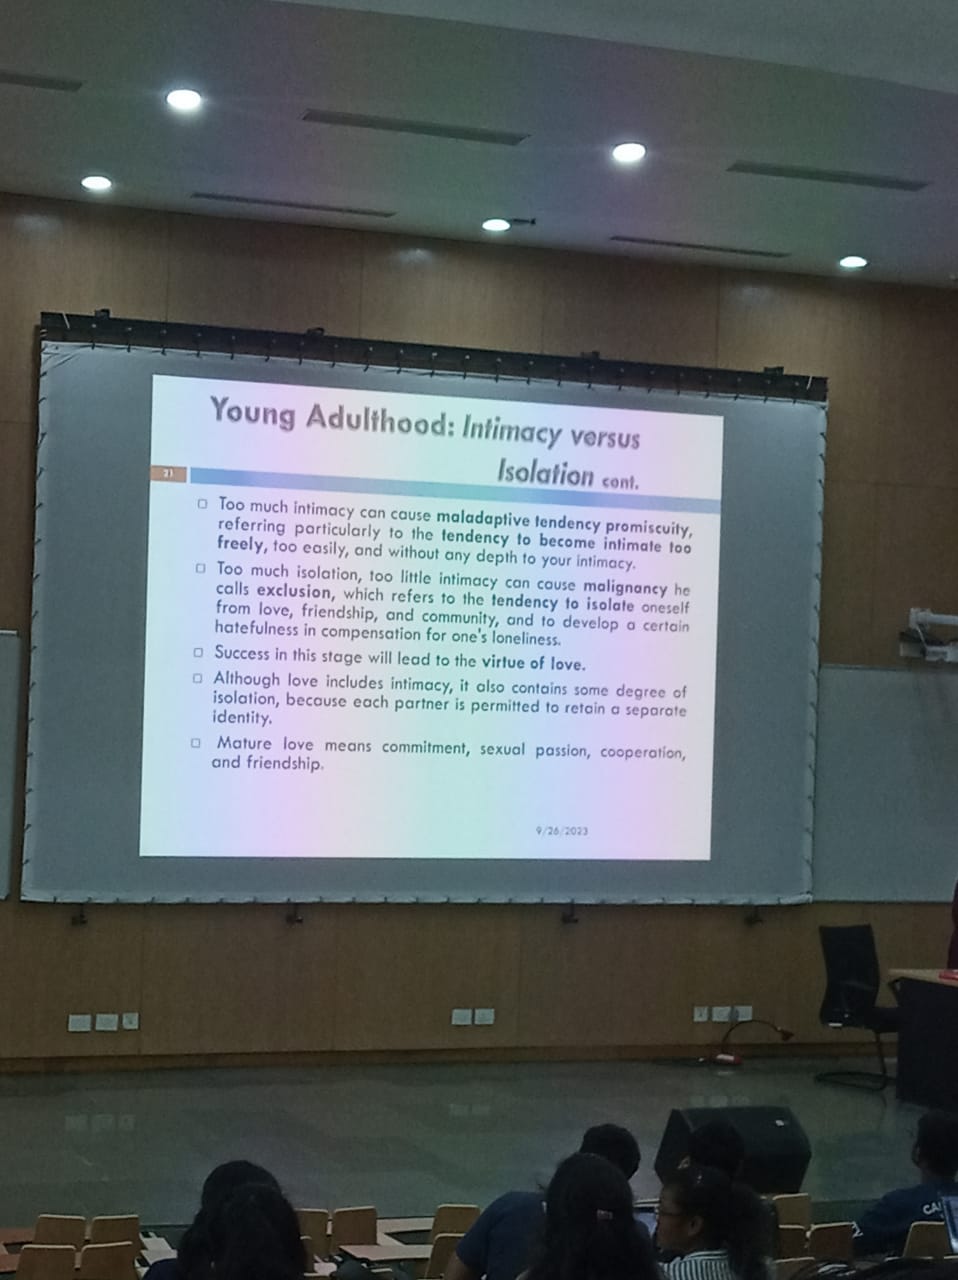 Young Adulthood: Intimacy versus
Isolation cont.
21
□ Too much intimacy can cause maladaptive tendency promiscuity,
referring particularly to the tendency to become intimate too
freely, too easily, and without any depth to your intimacy.
□ Too much isolation, too little intimacy can cause malignancy he
calls exclusion, which refers to the tendency to isolate oneself
from love, friendship, and community, and to develop a certain
hatefulness in compensation for one's loneliness.
□ Success in this stage will lead to the virtue of love.
□ Although love includes intimacy, it also contains some degree of
isolation, because each partner is permitted to retain a separate
identity.
□ Mature love means commitment, sexual passion, cooperation,
and friendship.
9/26/2023